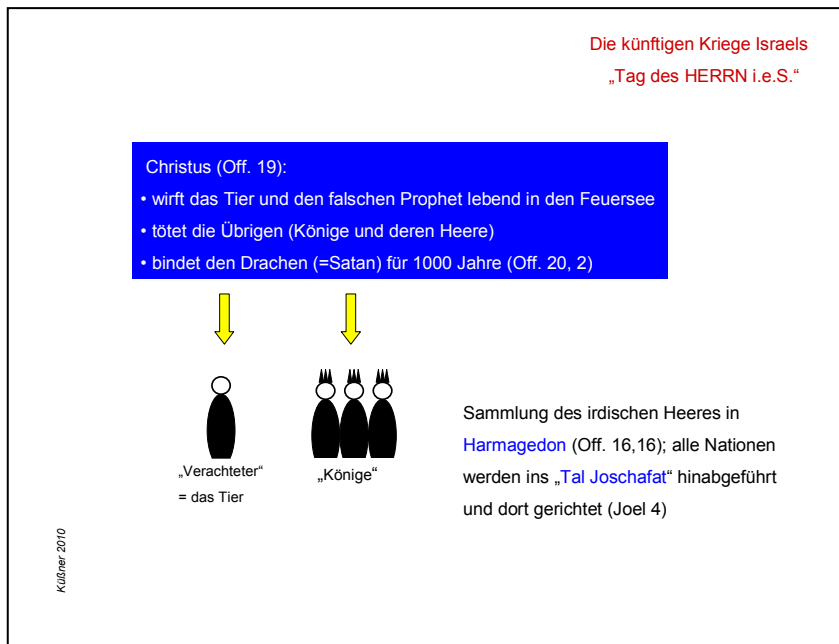 Die künftigen Kriege Israels
„Tag des HERRN i.e.S.“
Christus (Off. 19):
• wirft das Tier und den falschen Prophet lebend in den Feuersee
• tötet die Übrigen (Könige und deren Heere)
• bindet den Drachen (=Satan) für 1000 Jahre (Off. 20, 2)
„Verachteter“
= das Tier
„Könige“
Sammlung des irdischen Heeres in
Harmagedon (Off. 16,16); alle Nationen
werden ins „Tal Joschafat“ hinabgeführt
und dort gerichtet (Joel 4)
Küßner 2010